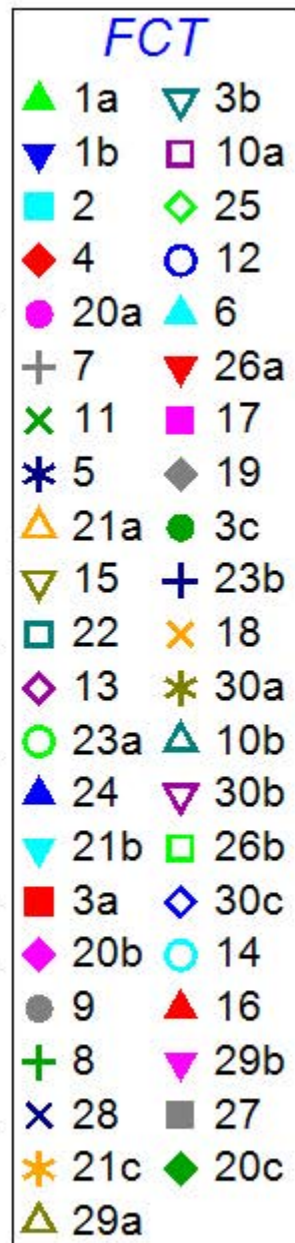 FCT
1a 3b
1b 10a
2 25
4 12
20a 6
7 26a
11 17
5 19
21a 3c
15 23b
22 18
13 30a
23a 10b
24 30b
21b 26b
3a 30c
20b 14
9 16
8 29b
28 27
21c 20c
29a